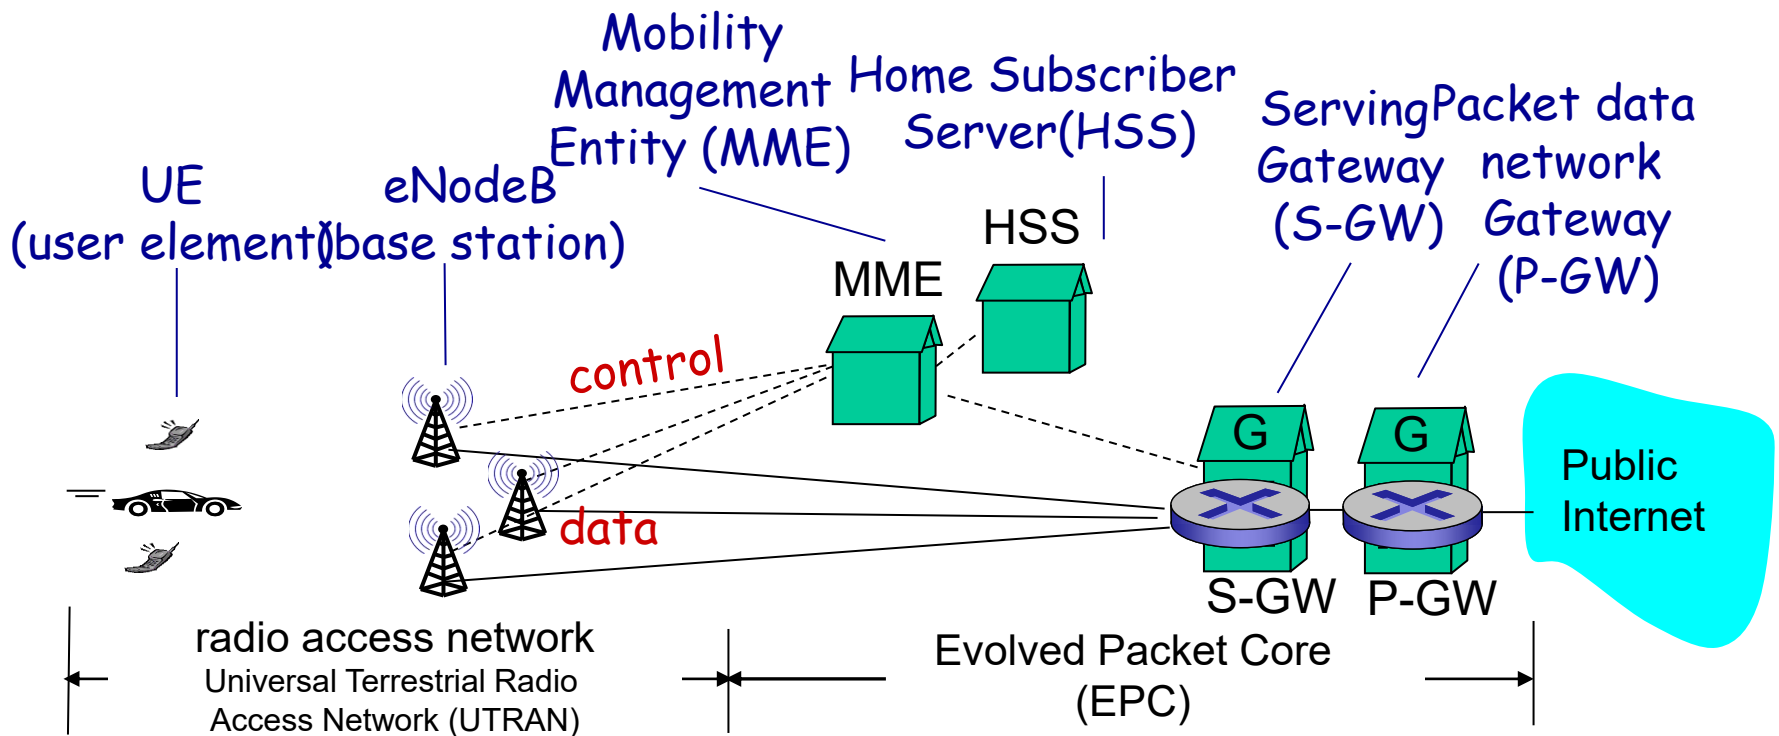 Mobility
Management
Entity (MME)
Home Subscriber
Server(HSS)
Serving
Gateway
(S-GW)
Packet data
network
Gateway
(P-GW)
UE
(user element)
eNodeB
(base station)
HSS
MME
control
data
G
G
Public
Internet
S-GW
P-GW
radio access network
Universal Terrestrial Radio
Access Network (UTRAN)
Evolved Packet Core
(EPC)